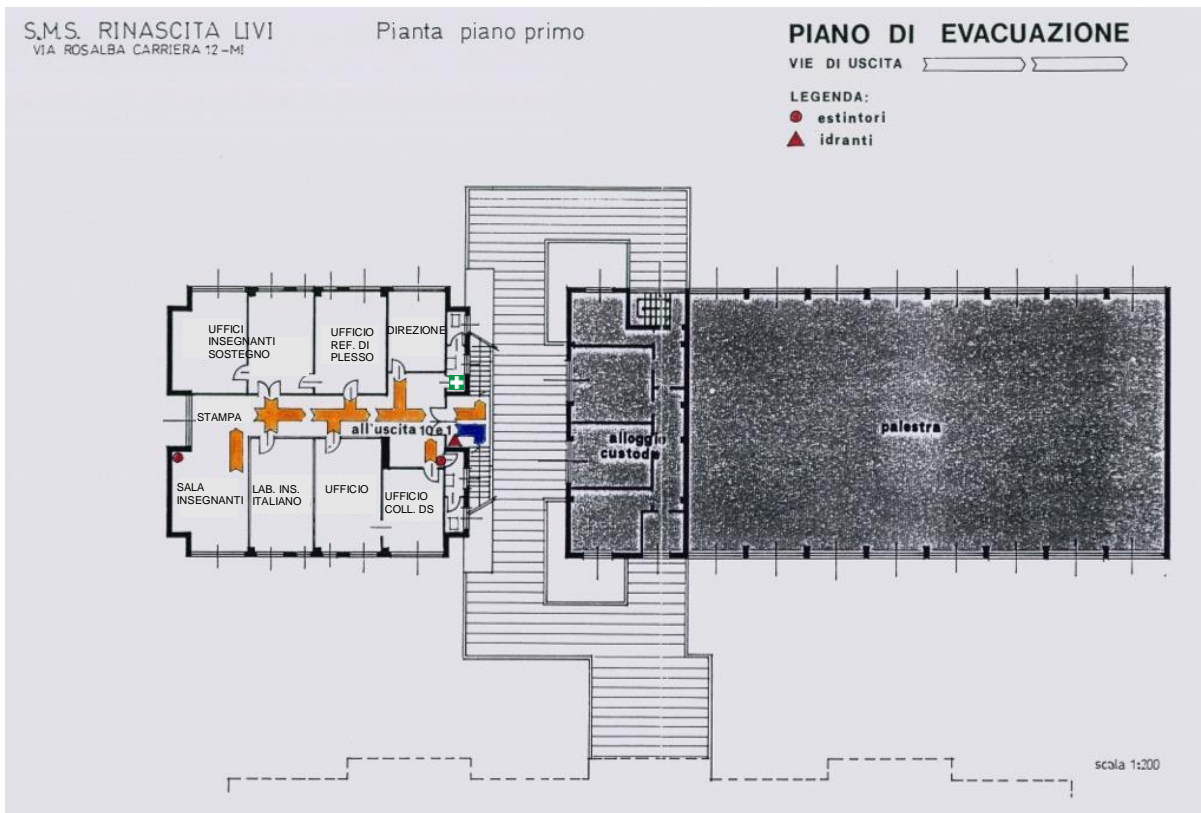 S.M.S. RINASCITA LIVI
VIA ROSALBA CARRIERA 12-MI
Pianta piano primo
PIANO DI EVACUAZIONE
VIE DI USCITA
LEGENDA:
estintori
idranti
UFFICI
INSEGNANTI
SOSTEGNO
UFFICIO
REF. DI
PLESSO
DIREZIONE
STAMPA
all'uscita 10 e 1
SALA
INSEGNANTI
LAB. INS.
ITALIANO
UFFICIO
UFFICIO
COLL. DS
alloggio
custode
palestra
scala 1:200